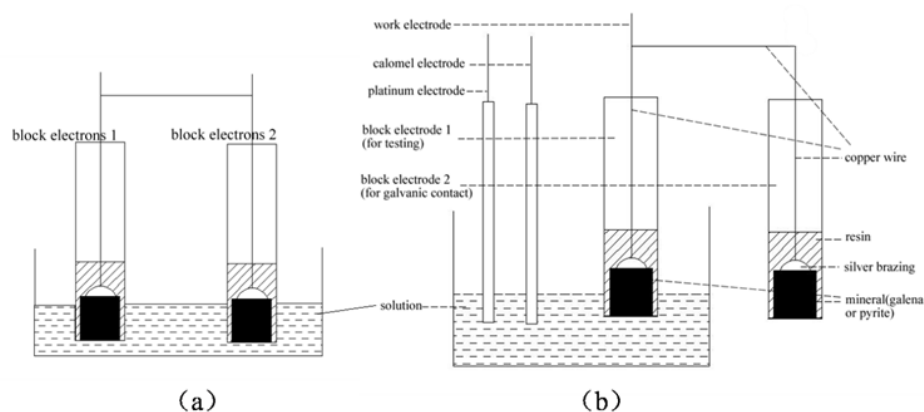 block electrons 1
block electrons 2
solution
(a)
work electrode
calomel electrode
platinum electrode
block electrode 1
(for testing)
block electrode 2
(for galvanic contact)
copper wire
resin
silver brazing
mineral(galena
or pyrite)
(b)